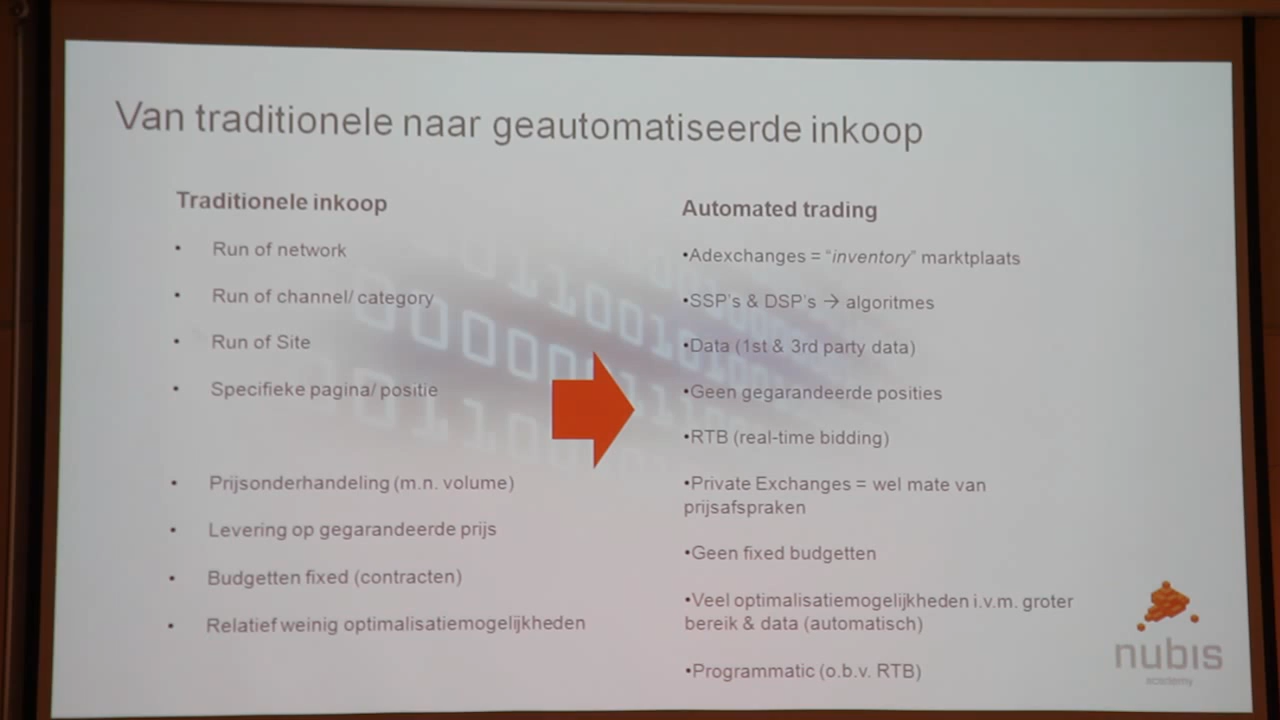 Van traditionele naar geautomatiseerde inkoop
Traditionele inkoop
• Run of network
• Run of channel/ category
• Run of Site
• Specifieke pagina/ positie
• Prijsonderhandeling (m.n. volume)
• Levering op gegarandeerde prijs
• Budgetten fixed (contracten)
• Relatief weinig optimalisatiemogelijkheden
Automated trading
•Adexchanges = "inventory" marktplaats
•SSP's & DSP's → algoritmes
•Data (1st & 3rd party data)
•Geen gegarandeerde posities
•RTB (real-time bidding)
•Private Exchanges = wel mate van
prijsafspraken
•Geen fixed budgetten
•Veel optimalisatiemogelijkheden i.v.m. groter
bereik & data (automatisch)
•Programmatic (o.b.v. RTB)
nubis
academy